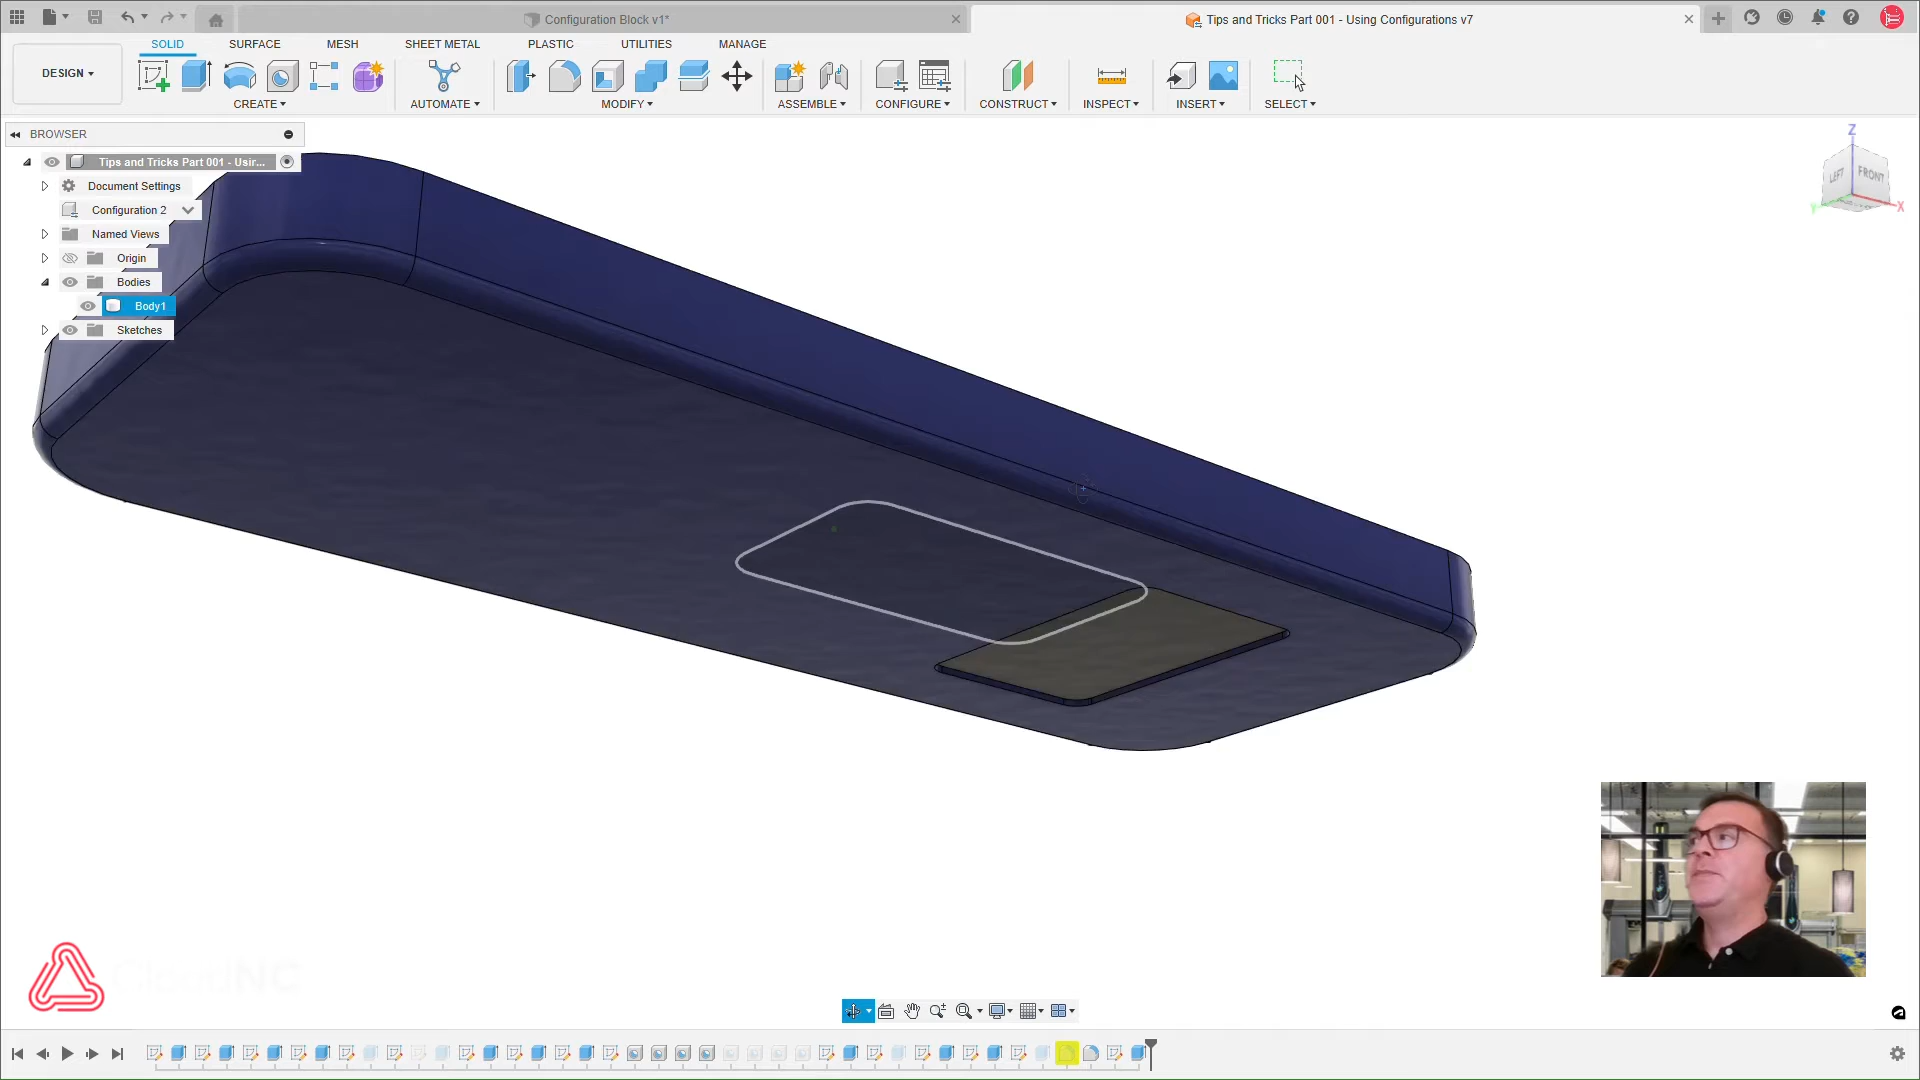 Configuration Block v1*
Tips and Tricks Part 001 - Using Configurations v7
DESIGN
SOLID
SURFACE
MESH
SHEET METAL
PLASTIC
UTILITIES
MANAGE
CREATE
AUTOMATE
MODIFY
ASSEMBLE
CONFIGURE
CONSTRUCT
INSPECT
INSERT
SELECT
BROWSER
Tips and Tricks Part 001 - Usir...
Document Settings
Configuration 2
Named Views
Origin
Bodies
Body1
Sketches
Z
LEFT
FRONT
Y
X
CloudNC